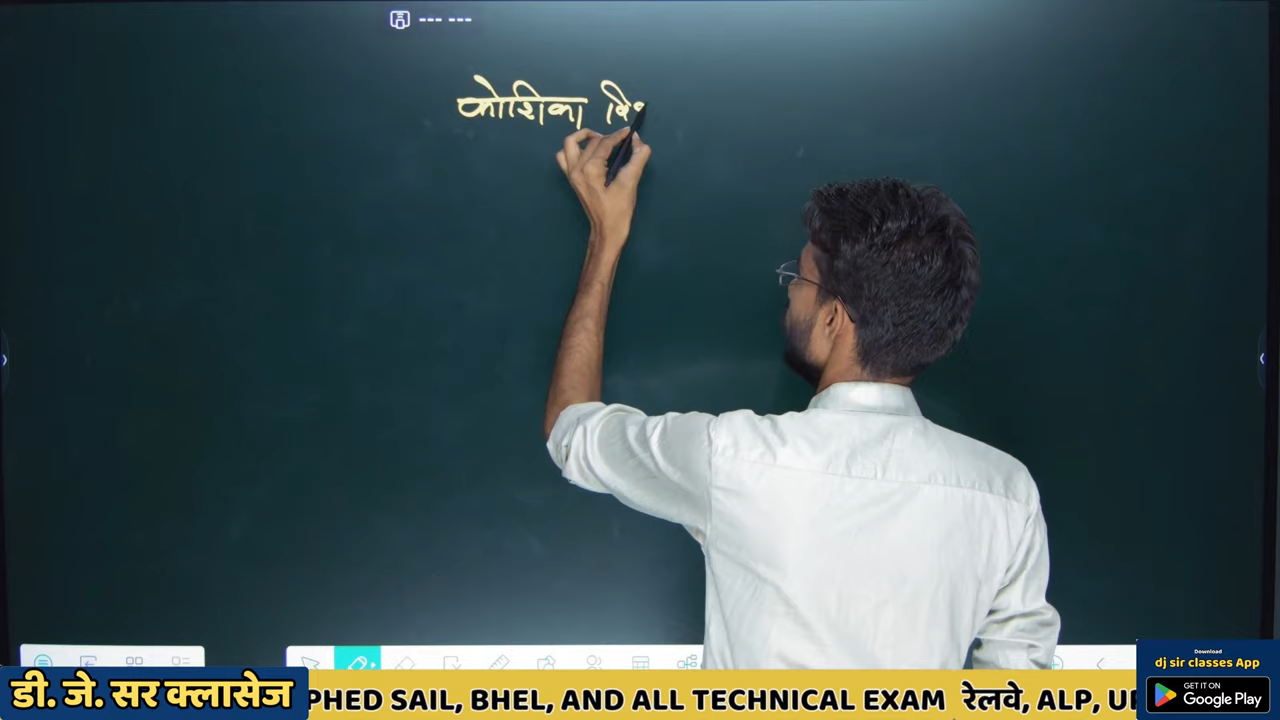 कोशिका
Download
dj sir classes App
GET IT ON
Google Play
डी. जे. सर क्लासेज
PHED SAIL, BHEL, AND ALL TECHNICAL EXAM रेलवे, ALP,